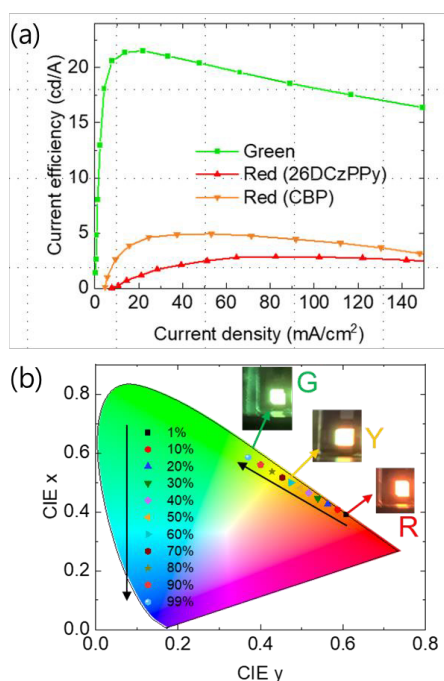 (a)
Current efficiency (cd/A)
25
20
15
10
5
0
Green
Red (26DCzPPy)
Red (CBP)
0 20 40 60 80 100 120 140
Current density (mA/cm²)
(b)
CIE x
0.8
0.6
0.4
0.2
0.0
G
Y
R
1%
10%
20%
30%
40%
50%
60%
70%
80%
90%
99%
0.0 0.2 0.4 0.6 0.8
CIE y